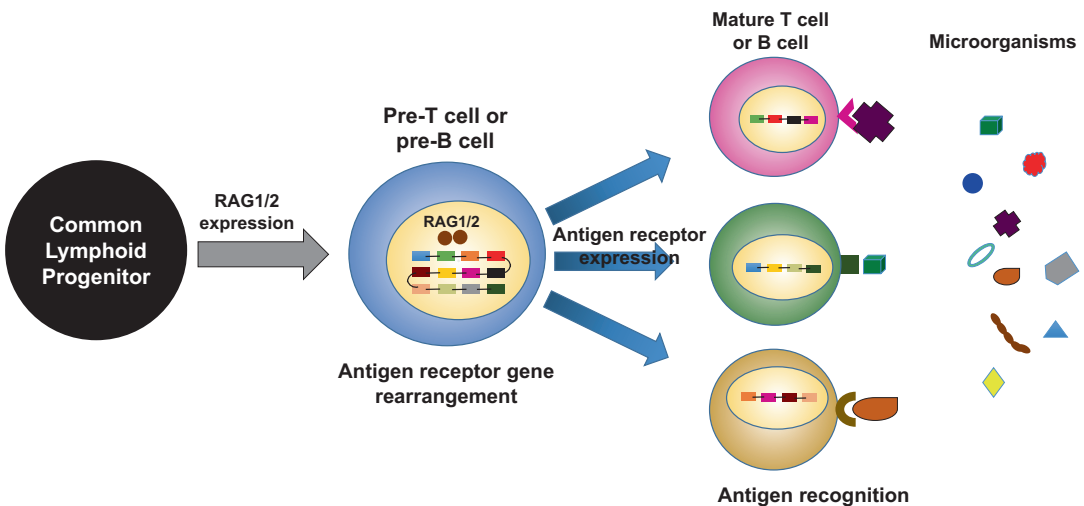 Common
Lymphoid
Progenitor
RAG1/2
expression
Pre-T cell or
pre-B cell
RAG1/2
Antigen receptor gene
rearrangement
Antigen receptor
expression
Mature T cell
or B cell
Antigen recognition
Microorganisms